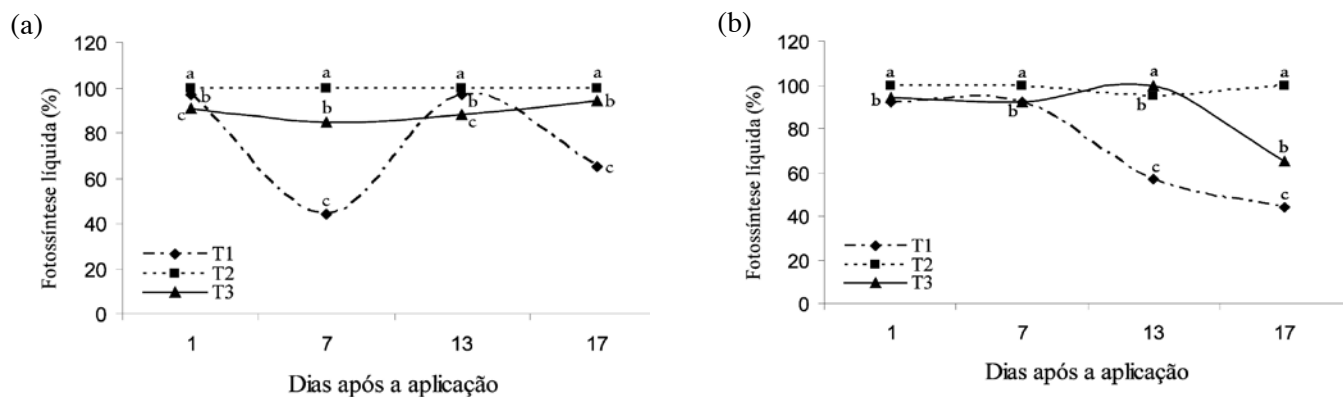 (a)
Fotossíntese líquida (%)
120
100
80
60
40
20
0
a
a
a
a
b
c
b
c
b
c
b
c
T1
T2
T3
1
7
13
17
Dias após a aplicação
(b)
Fotossíntese líquida (%)
120
100
80
60
40
20
0
a
a
a
a
b
b
b
c
b
c
T1
T2
T3
1
7
13
17
Dias após a aplicação